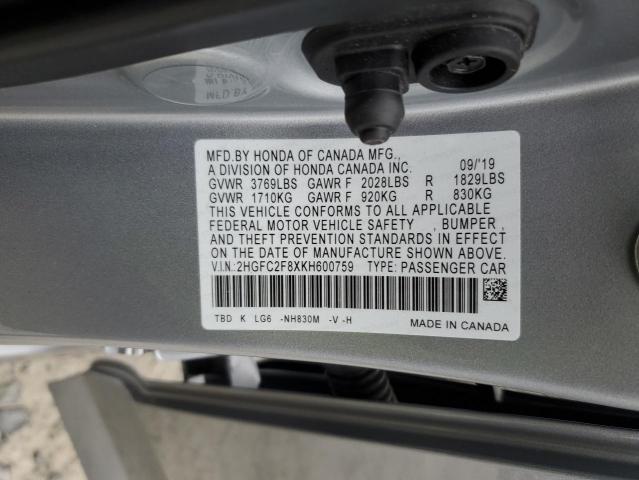 MFD BY
MFD.BY HONDA OF CANADA MFG.,
A DIVISION OF HONDA CANADA INC. 09/'19
GVWR 3769LBS GAWR F 2028LBS R 1829LBS
GVWR 1710KG GAWR F 920KG R 830KG
THIS VEHICLE CONFORMS TO ALL APPLICABLE
FEDERAL MOTOR VEHICLE SAFETY , BUMPER ,
AND THEFT PREVENTION STANDARDS IN EFFECT
ON THE DATE OF MANUFACTURE SHOWN ABOVE.
V.I.N.: 2HGFC2F8XKH600759 TYPE: PASSENGER CAR
TBD K LG6 -NH830M -V -H MADE IN CANADA